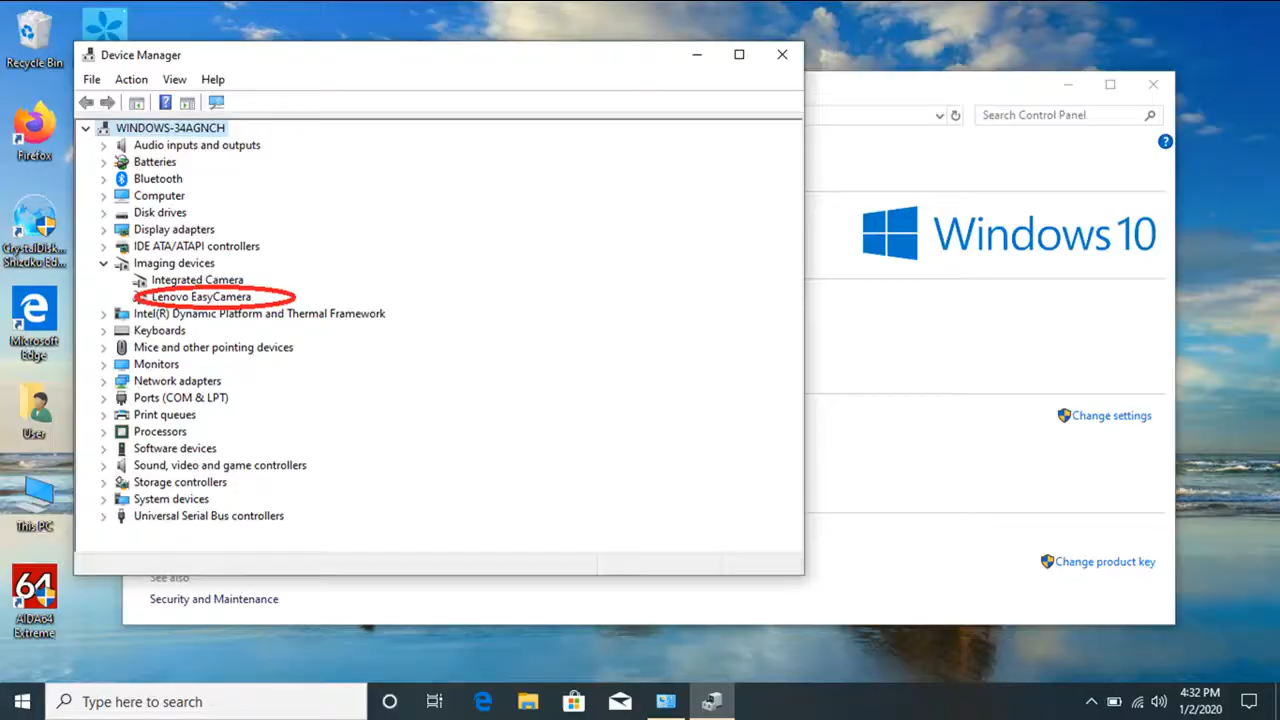 Recycle Bin
Firefox
CrystalDisk...
Shizuku Ed...
Microsoft
Edge
User
This PC
64
AIDA64
Extreme
Device Manager
File Action View Help
WINDOWS-34AGNCH
Audio inputs and outputs
Batteries
Bluetooth
Computer
Disk drives
Display adapters
IDE ATA/ATAPI controllers
Imaging devices
Integrated Camera
Lenovo EasyCamera
Intel(R) Dynamic Platform and Thermal Framework
Keyboards
Mice and other pointing devices
Monitors
Network adapters
Ports (COM & LPT)
Print queues
Processors
Software devices
Sound, video and game controllers
Storage controllers
System devices
Universal Serial Bus controllers
Search Control Panel
Windows 10
Change settings
Change product key
See also
Security and Maintenance
Type here to search
4:32 PM
1/2/2020